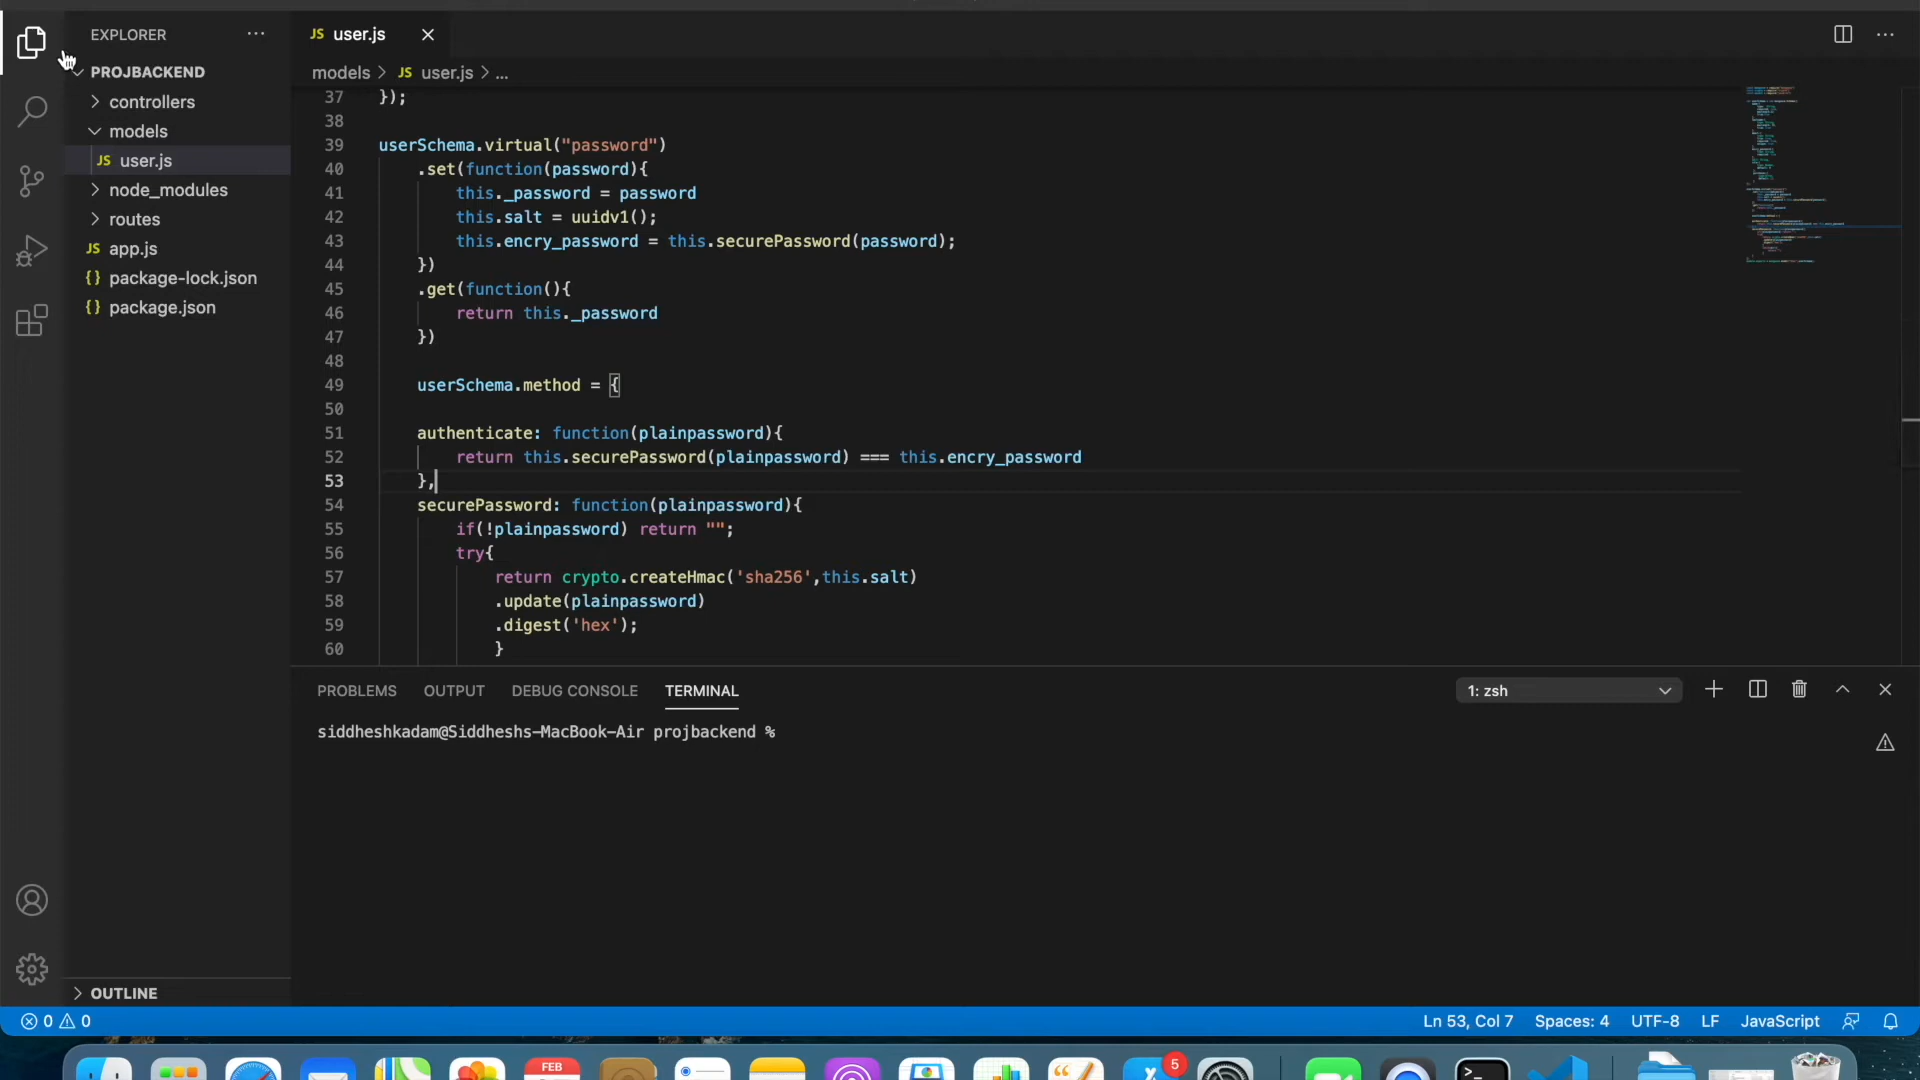 EXPLORER
PROJBACKEND
controllers
models
JS user.js
node_modules
routes
JS app.js
{} package-lock.json
{} package.json
OUTLINE
JS user.js
models > JS user.js > ...
37 });
38
39 userSchema.virtual("password")
40 .set(function(password){
41 this._password = password
42 this.salt = uuidv1();
43 this.encry_password = this.securePassword(password);
44 })
45 .get(function(){
46 return this._password
47 })
48
49 userSchema.method = {
50
51 authenticate: function(plainpassword){
52 return this.securePassword(plainpassword) === this.encry_password
53 },
54 securePassword: function(plainpassword){
55 if(!plainpassword) return "";
56 try{
57 return crypto.createHmac('sha256',this.salt)
58 .update(plainpassword)
59 .digest('hex');
60 }
PROBLEMS OUTPUT DEBUG CONSOLE TERMINAL 1: zsh
siddheshkadam@Siddheshs-MacBook-Air projbackend %
0 0 Ln 53, Col 7 Spaces: 4 UTF-8 LF JavaScript
FEB
5